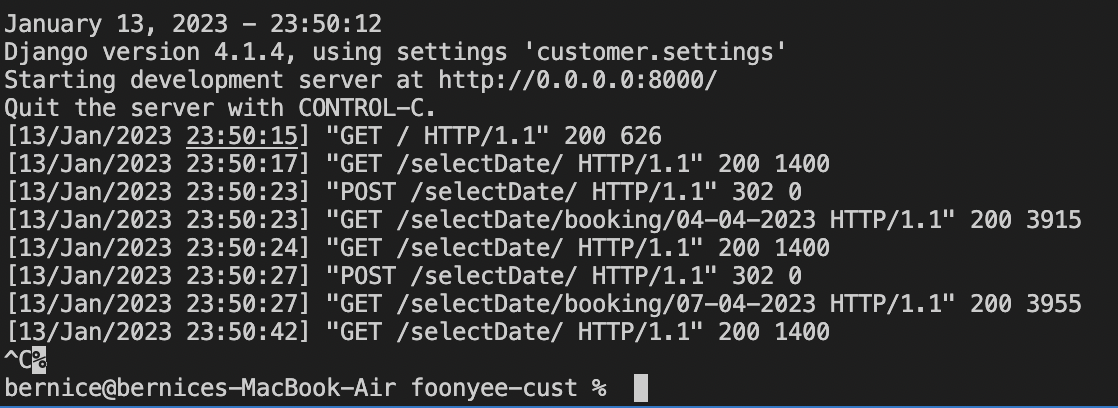 January 13, 2023 - 23:50:12
Django version 4.1.4, using settings 'customer.settings'
Starting development server at http://0.0.0.0:8000/
Quit the server with CONTROL-C.
[13/Jan/2023 23:50:15] "GET / HTTP/1.1" 200 626
[13/Jan/2023 23:50:17] "GET /selectDate/ HTTP/1.1" 200 1400
[13/Jan/2023 23:50:23] "POST /selectDate/ HTTP/1.1" 302 0
[13/Jan/2023 23:50:23] "GET /selectDate/booking/04-04-2023 HTTP/1.1" 200 3915
[13/Jan/2023 23:50:24] "GET /selectDate/ HTTP/1.1" 200 1400
[13/Jan/2023 23:50:27] "POST /selectDate/ HTTP/1.1" 302 0
[13/Jan/2023 23:50:27] "GET /selectDate/booking/07-04-2023 HTTP/1.1" 200 3955
[13/Jan/2023 23:50:42] "GET /selectDate/ HTTP/1.1" 200 1400
^C%
bernice@bernices-MacBook-Air foonyee-cust %